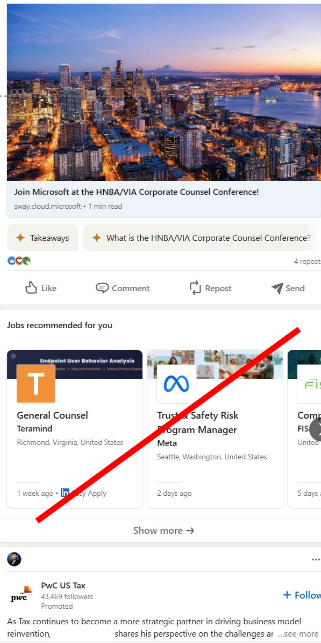 Join Microsoft at the HNBA/VIA Corporate Counsel Conference!
sway.cloud.microsoft • 1 min read
Takeaways
What is the HNBA/VIA Corporate Counsel Conference?
4 repost
Like
Comment
Repost
Send
Jobs recommended for you
Endpoint User Behavior Analysis
T
General Counsel
Teramind
Richmond, Virginia, United States
1 week ago • in Easy Apply
Trust & Safety Risk
Program Manager
Meta
Seattle, Washington, United States
2 days ago
Fis
Com
FIS
United
5 days
Show more →
PwC US Tax
43,469 followers
Promoted
pwc
+ Follow
As Tax continues to become a more strategic partner in driving business model
reinvention, shares his perspective on the challenges ar ...see more